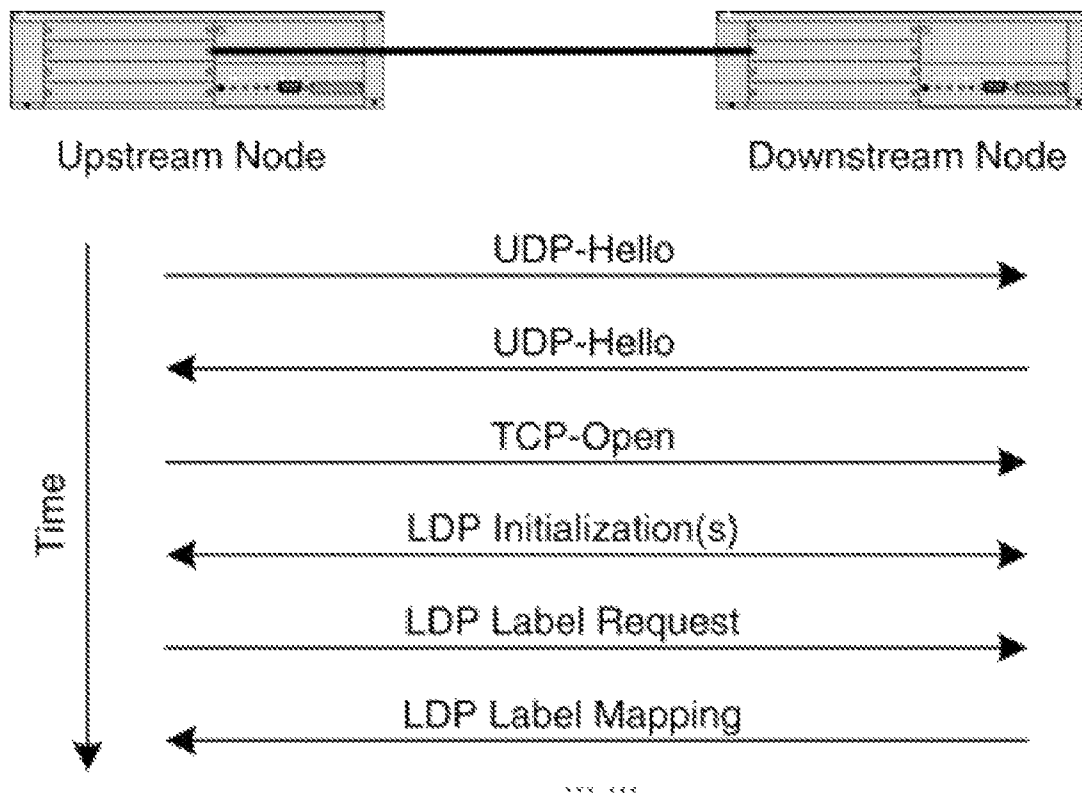 Upstream Node
Downstream Node
UDP-Hello
UDP-Hello
TCP-Open
Time
LDP Initialization(s)
LDP Label Request
LDP Label Mapping